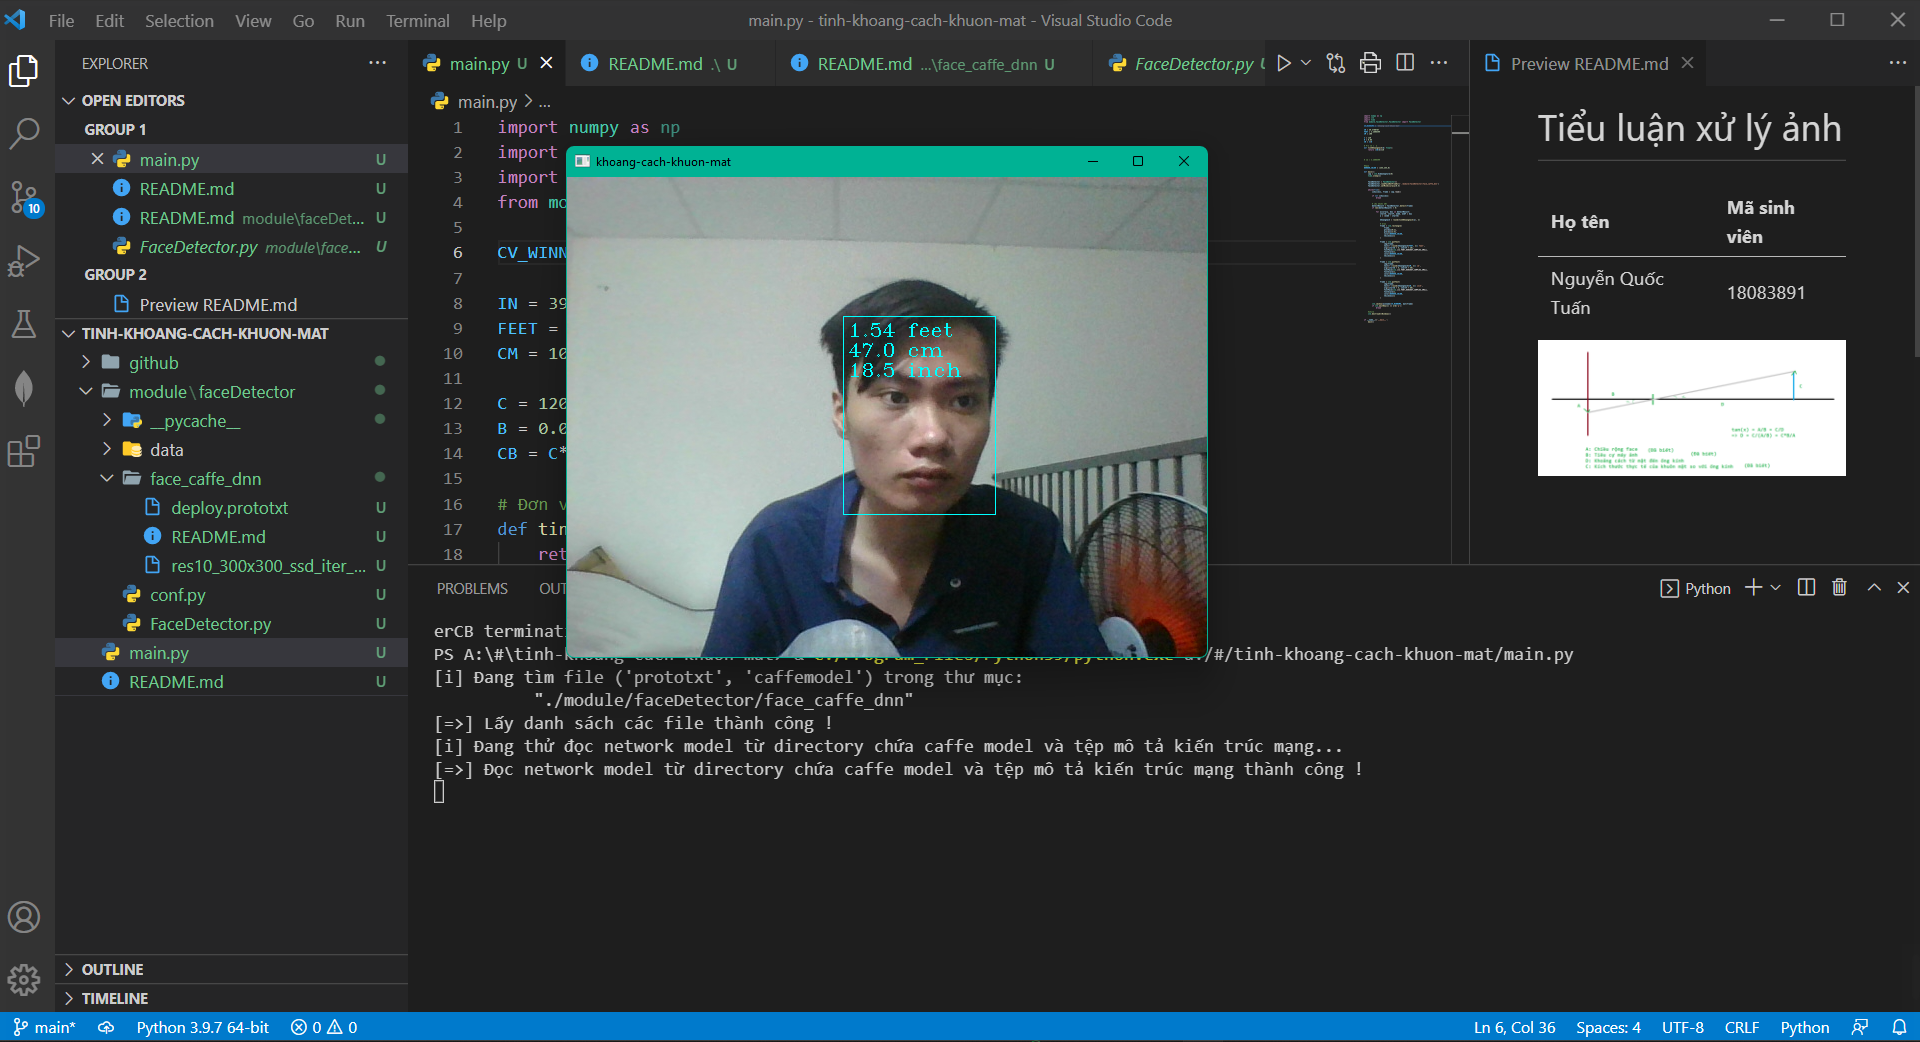 File Edit Selection View Go Run Terminal Help
main.py - tinh-khoang-cach-khuon-mat - Visual Studio Code
EXPLORER
OPEN EDITORS
GROUP 1
main.py U
README.md U
README.md module\faceDet... U
FaceDetector.py module\face... U
GROUP 2
Preview README.md
TINH-KHOANG-CACH-KHUON-MAT
github
module\faceDetector
__pycache__
data
face_caffe_dnn
deploy.prototxt U
README.md U
res10_300x300_ssd_iter_... U
conf.py U
FaceDetector.py U
main.py U
README.md U
OUTLINE
TIMELINE
10
main.py U
README.md .\ U
README.md ...\face_caffe_dnn U
FaceDetector.py
main.py > ...
1 import numpy as np
2 import
3 import
4 from mo
5
6 CV_WINN
7
8 IN = 39
9 FEET =
10 CM = 10
11
12 C = 120
13 B = 0.0
14 CB = C*
15
16 # Đơn v
17 def tin
18 ret
khoang-cach-khuon-mat
1.54 feet
47.0 cm
18.5 inch
Preview README.md
Tiểu luận xử lý ảnh
Họ tên
Mã sinh
viên
Nguyễn Quốc
Tuấn
18083891
PROBLEMS OUT
Python
erCB terminati
PS A:\#\tinh-khoang-cach-khuon-mat> & C:/Program_Files/Python39/python.exe a:/#/tinh-khoang-cach-khuon-mat/main.py
[i] Đang tìm file ('prototxt', 'caffemodel') trong thư mục:
"./module/faceDetector/face_caffe_dnn"
[=>] Lấy danh sách các file thành công !
[i] Đang thử đọc network model từ directory chứa caffe model và tệp mô tả kiến trúc mạng...
[=>] Đọc network model từ directory chứa caffe model và tệp mô tả kiến trúc mạng thành công !
main* Python 3.9.7 64-bit 0 0
Ln 6, Col 36 Spaces: 4 UTF-8 CRLF Python